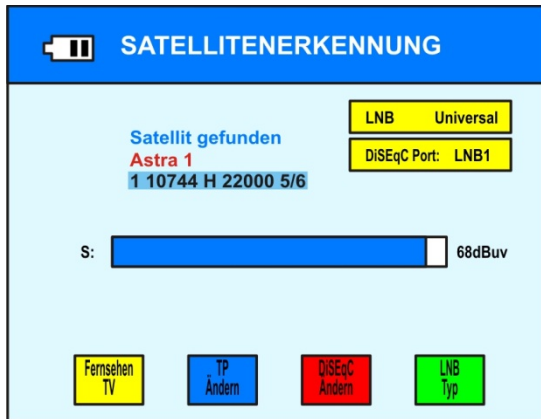 SATELLITENERKENNUNG
LNB Universal
DiSEqC Port: LNB1
Satellit gefunden
Astra 1
1 10744 H 22000 5/6
S: 68dBuv
Fernsehen
TV
TP
Ändern
DiSEqC
Ändern
LNB
Typ